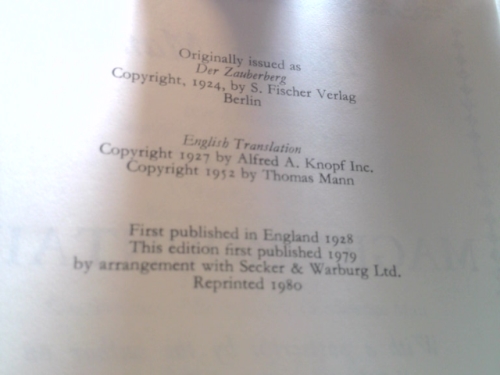 Originally issued as
Der Zauberberg
Copyright, 1924, by S. Fischer Verlag
Berlin
English Translation
Copyright 1927 by Alfred A. Knopf Inc.
Copyright 1952 by Thomas Mann
First published in England 1928
This edition first published 1979
by arrangement with Secker & Warburg Ltd.
Reprinted 1980